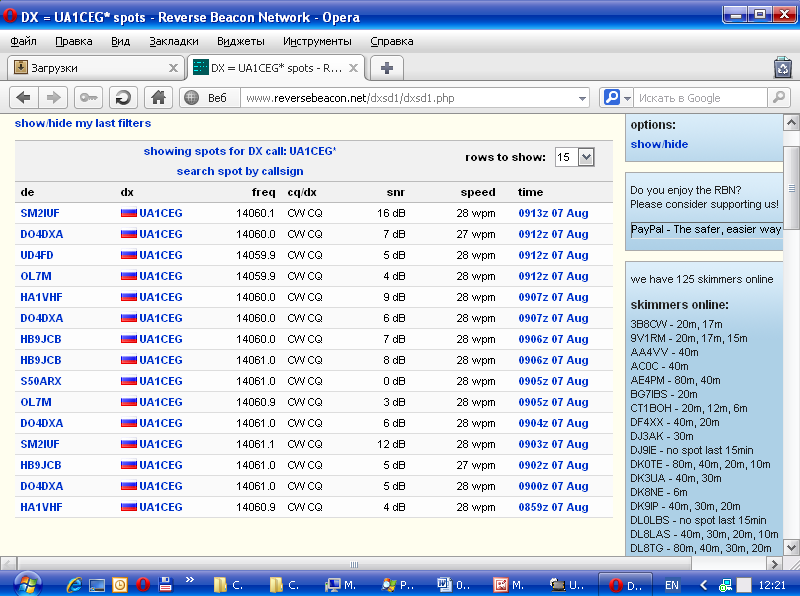 DX = UA1CEG* spots - Reverse Beacon Network - Opera
Файл Правка Вид Закладки Виджеты Инструменты Справка
Загрузки DX = UA1CEG* spots - R...
Веб www.reversebeacon.net/dxsd1/dxsd1.php Искать в Google
show/hide my last filters
showing spots for DX call: UA1CEG*
search spot by callsign
rows to show: 15
de dx freq cq/dx snr speed time
SM2IUF UA1CEG 14060.1 CW CQ 16 dB 28 wpm 0913z 07 Aug
DO4DXA UA1CEG 14060.0 CW CQ 7 dB 27 wpm 0912z 07 Aug
UD4FD UA1CEG 14059.9 CW CQ 5 dB 28 wpm 0912z 07 Aug
OL7M UA1CEG 14059.9 CW CQ 4 dB 28 wpm 0912z 07 Aug
HA1VHF UA1CEG 14060.0 CW CQ 9 dB 28 wpm 0907z 07 Aug
DO4DXA UA1CEG 14060.0 CW CQ 6 dB 28 wpm 0907z 07 Aug
HB9JCB UA1CEG 14060.0 CW CQ 7 dB 28 wpm 0906z 07 Aug
HB9JCB UA1CEG 14061.0 CW CQ 8 dB 28 wpm 0906z 07 Aug
S50ARX UA1CEG 14061.0 CW CQ 0 dB 28 wpm 0905z 07 Aug
OL7M UA1CEG 14060.9 CW CQ 3 dB 28 wpm 0905z 07 Aug
DO4DXA UA1CEG 14061.0 CW CQ 6 dB 28 wpm 0904z 07 Aug
SM2IUF UA1CEG 14061.1 CW CQ 12 dB 28 wpm 0903z 07 Aug
HB9JCB UA1CEG 14061.0 CW CQ 5 dB 27 wpm 0902z 07 Aug
DO4DXA UA1CEG 14061.0 CW CQ 5 dB 28 wpm 0900z 07 Aug
HA1VHF UA1CEG 14060.9 CW CQ 4 dB 28 wpm 0859z 07 Aug
options:
show/hide
Do you enjoy the RBN?
Please consider supporting us!
PayPal - The safer, easier way
we have 125 skimmers online
skimmers online:
3B8CW - 20m, 17m
9V1RM - 20m, 17m, 15m
AA4VV - 40m
AC0C - 40m
AE4PM - 80m, 40m
BG7IBS - 20m
CT1BOH - 20m, 12m, 6m
DF4XX - 40m, 20m
DJ3AK - 30m
DJ9IE - no spot last 15min
DK0TE - 80m, 40m, 20m, 10m
DK3UA - 40m, 30m
DK8NE - 6m
DK9IP - 40m, 30m, 20m
DL0LBS - no spot last 15min
DL8LAS - 40m, 30m, 20m, 10m
DL8TG - 80m, 40m, 30m, 20m
» С. С. М. Р.. 0.. М. U.. D.. EN 12:21